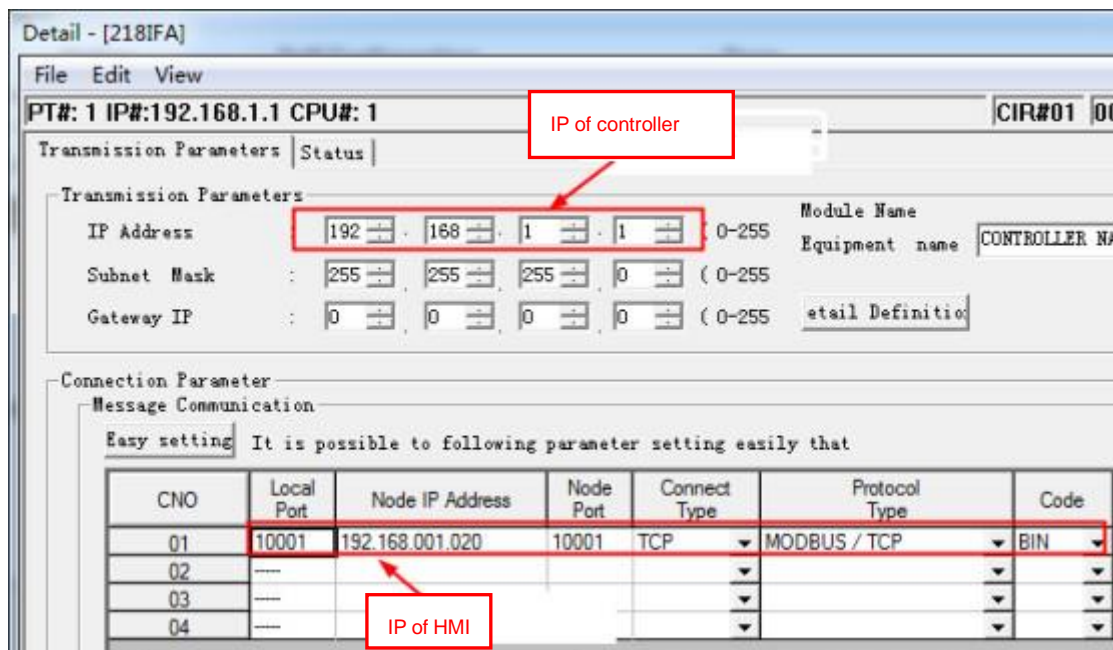 Detail - [218IFA]
File Edit View
PT#: 1 IP#:192.168.1.1 CPU#: 1 CIR#01
IP of controller
Transmission Parameters Status
Transmission Parameters
IP Address : 192 . 168 . 1 . 1 ( 0-255
Module Name
Equipment name CONTROLLER NA
Subnet Mask : 255 . 255 . 255 . 0 ( 0-255
Gateway IP : 0 . 0 . 0 . 0 ( 0-255 etail Definitio
Connection Parameter
Message Communication
Easy setting It is possible to following parameter setting easily that
CNO Local Port Node IP Address Node Port Connect Type Protocol Type Code
01 10001 192.168.001.020 10001 TCP MODBUS / TCP BIN
02 -----
03 -----
04 -----
IP of HMI